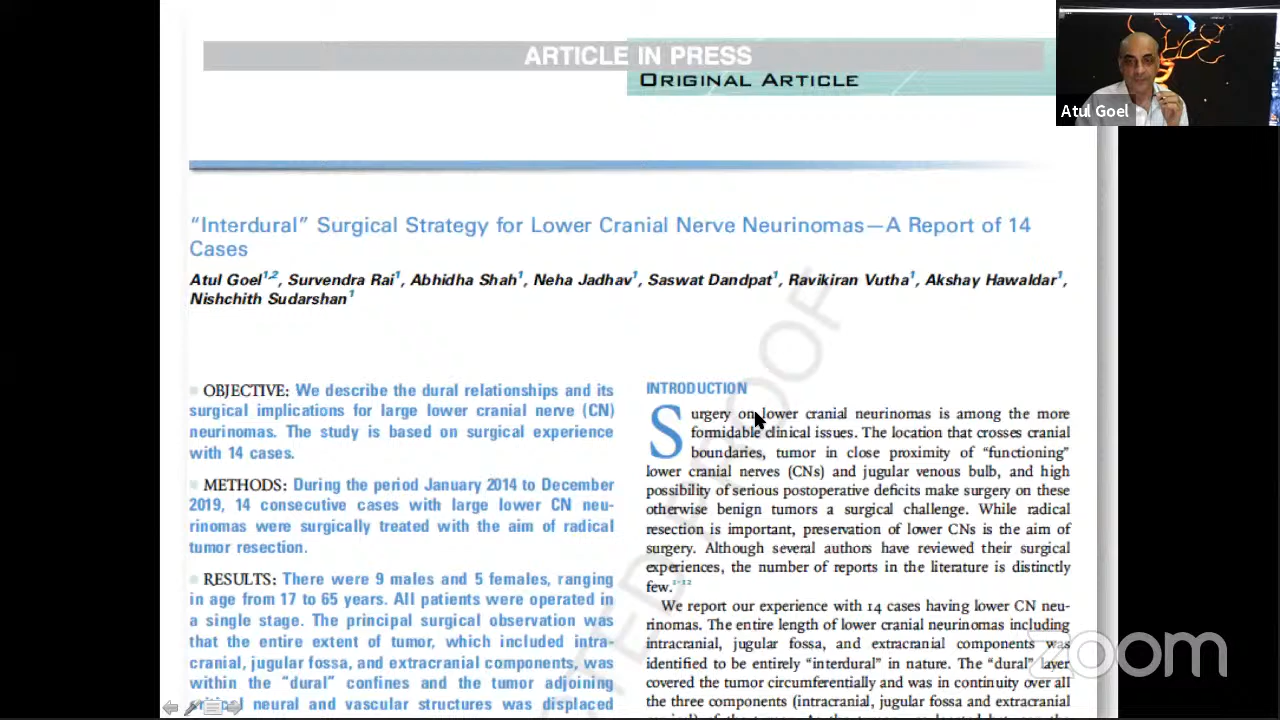 ARTICLE IN PRESS
ORIGINAL ARTICLE
Atul Goel
“Interdural” Surgical Strategy for Lower Cranial Nerve Neurinomas—A Report of 14
Cases
Atul Goel1,2, Survendra Rai1, Abhidha Shah1, Neha Jadhav1, Saswat Dandpat1, Ravikiran Vutha1, Akshay Hawaldar1,
Nishchith Sudarshan1
OBJECTIVE: We describe the dural relationships and its
surgical implications for large lower cranial nerve (CN)
neurinomas. The study is based on surgical experience
with 14 cases.
METHODS: During the period January 2014 to December
2019, 14 consecutive cases with large lower CN neu-
rinomas were surgically treated with the aim of radical
tumor resection.
RESULTS: There were 9 males and 5 females, ranging
in age from 17 to 65 years. All patients were operated in
a single stage. The principal surgical observation was
that the entire extent of tumor, which included intra-
cranial, jugular fossa, and extracranial components, was
within the “dural” confines and the tumor adjoining
neural and vascular structures was displaced
INTRODUCTION
Surgery on lower cranial neurinomas is among the more
formidable clinical issues. The location that crosses cranial
boundaries, tumor in close proximity of “functioning”
lower cranial nerves (CNs) and jugular venous bulb, and high
possibility of serious postoperative deficits make surgery on these
otherwise benign tumors a surgical challenge. While radical
resection is important, preservation of lower CNs is the aim of
surgery. Although several authors have reviewed their surgical
experiences, the number of reports in the literature is distinctly
few.1-12
We report our experience with 14 cases having lower CN neu-
rinomas. The entire length of lower cranial neurinomas including
intracranial, jugular fossa, and extracranial components was
identified to be entirely “interdural” in nature. The “dural” layer
covered the tumor circumferentially and was in continuity over all
the three components (intracranial, jugular fossa and extracranial
zoom